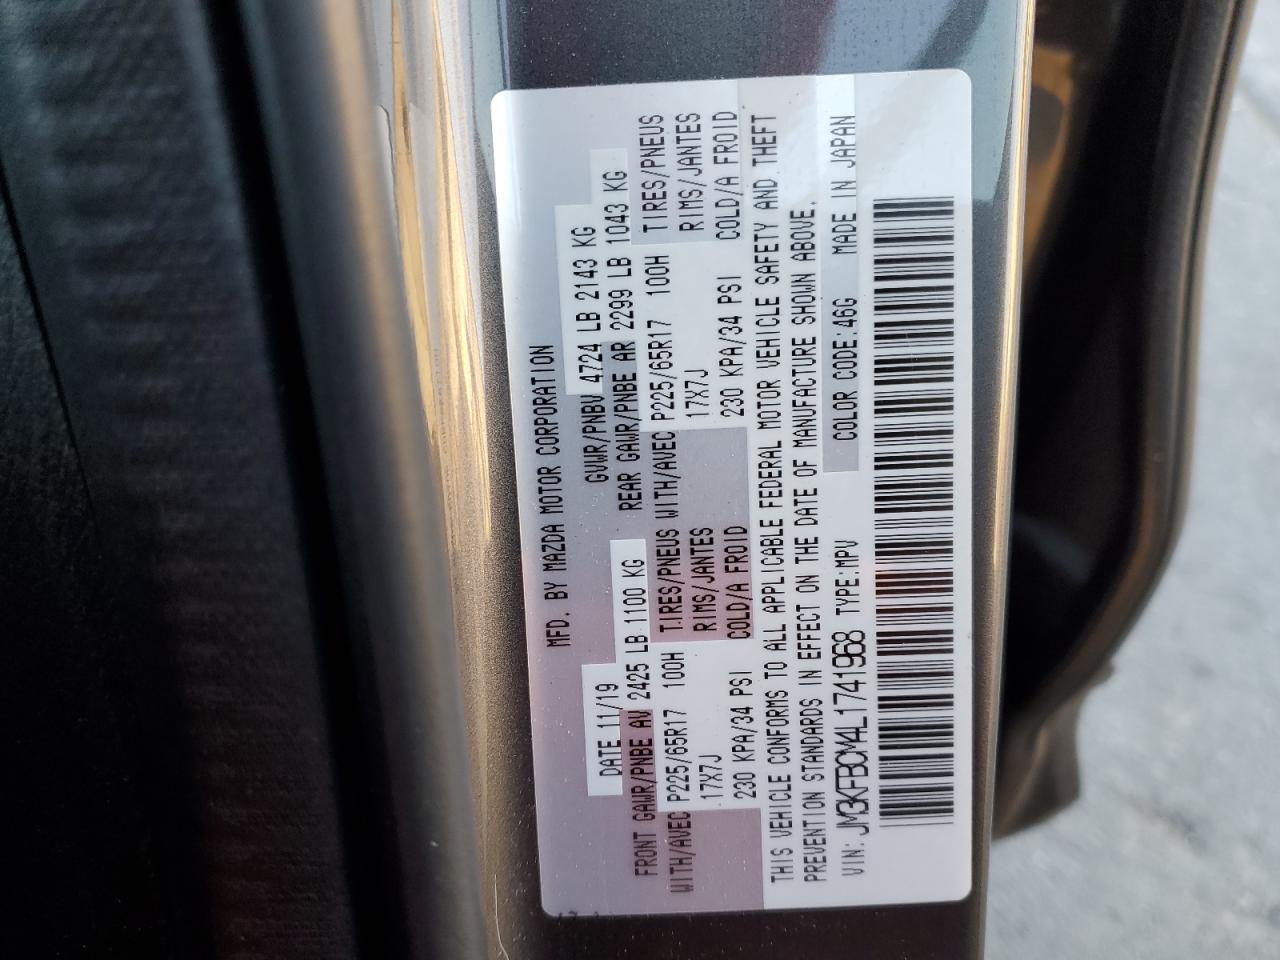 MFD. BY MAZDA MOTOR CORPORATION
DATE 11/19 GVWR/PNBV 4724 LB 2143 KG
FRONT GAWR/PNBE AV 2425 LB 1100 KG REAR GAWR/PNBE AR 2299 LB 1043 KG
WITH/AVEC P225/65R17 100H TIRES/PNEUS WITH/AVEC P225/65R17 100H TIRES/PNEUS
17X7J RIMS/JANTES 17X7J RIMS/JANTES
230 KPA/34 PSI COLD/A FROID 230 KPA/34 PSI COLD/A FROID
THIS VEHICLE CONFORMS TO ALL APPLICABLE FEDERAL MOTOR VEHICLE SAFETY AND THEFT
PREVENTION STANDARDS IN EFFECT ON THE DATE OF MANUFACTURE SHOWN ABOVE.
VIN: JM3KFBCM4L1741968 TYPE:MPV COLOR CODE:46G MADE IN JAPAN